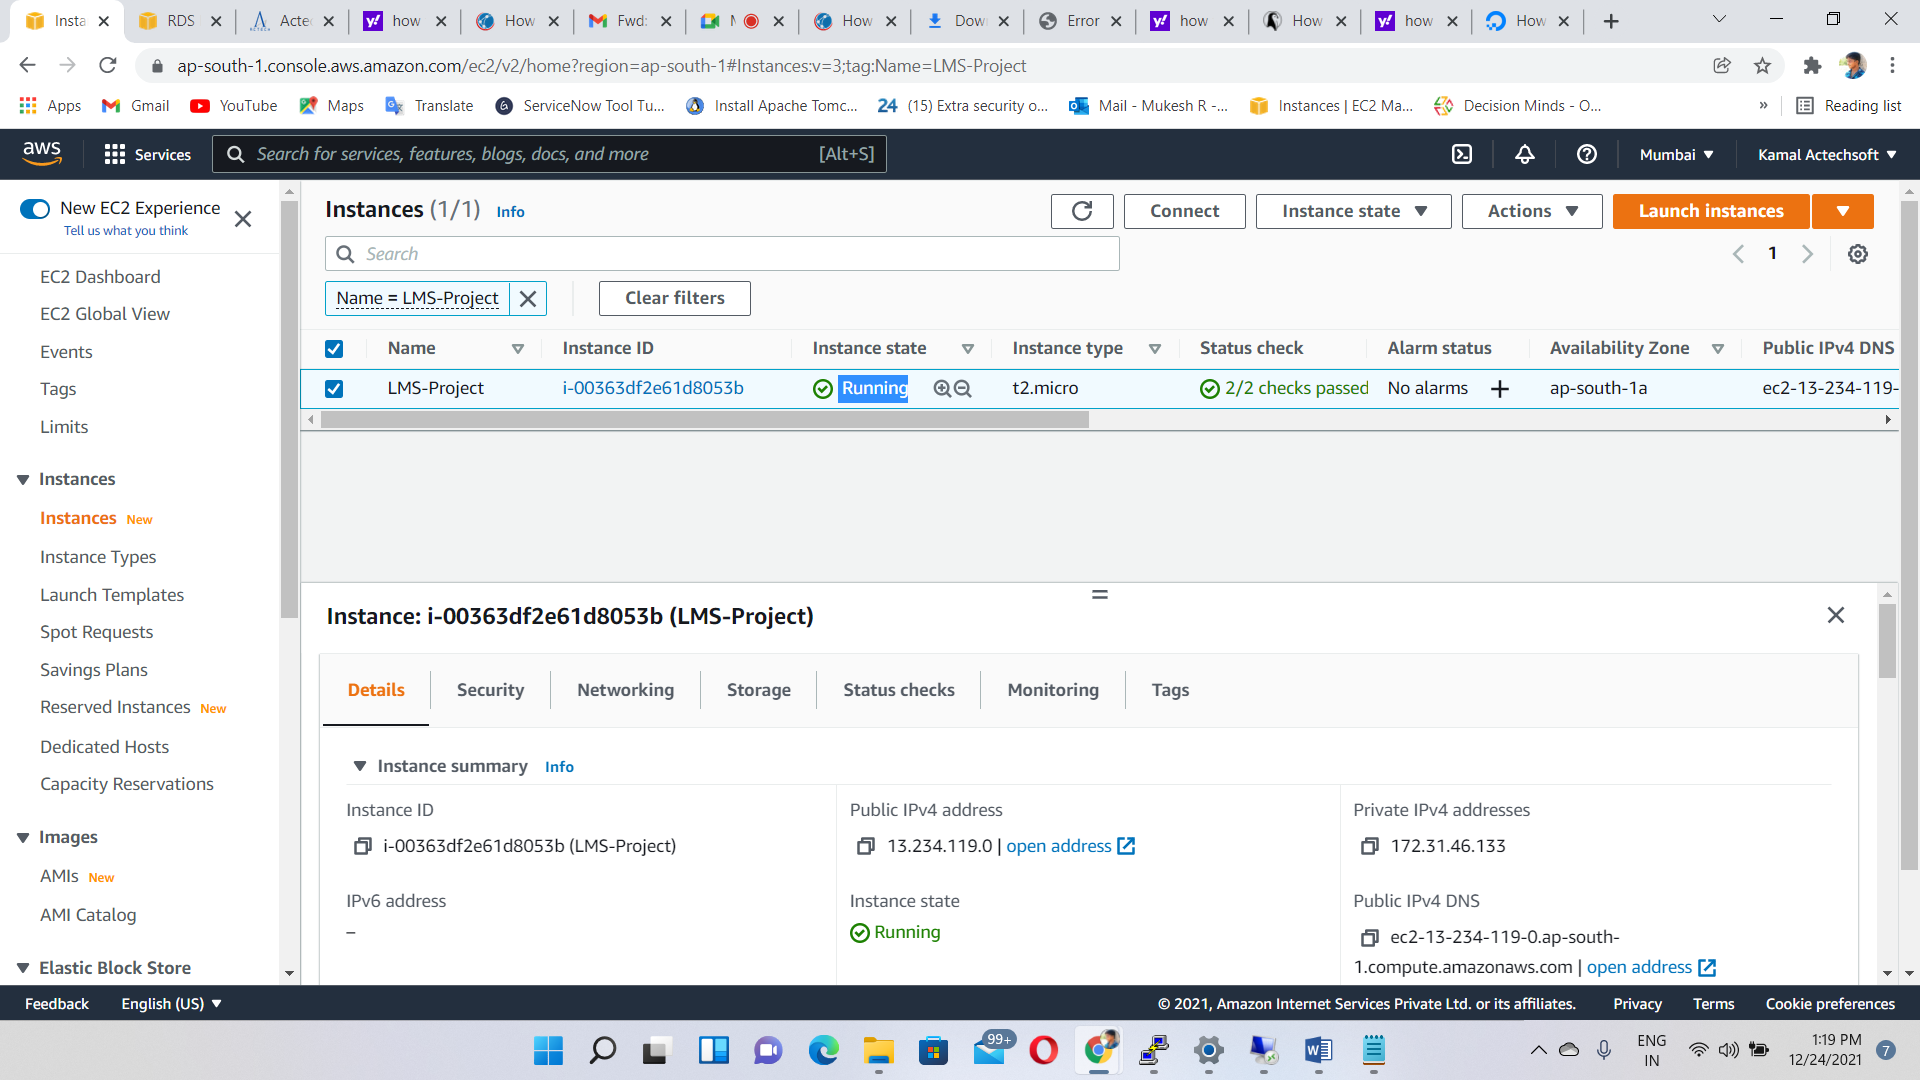 Insta
RDS
Acte
how
How
Fwd:
M
How
Dow
Error
how
How
how
How
ap-south-1.console.aws.amazon.com/ec2/v2/home?region=ap-south-1#Instances:v=3;tag:Name=LMS-Project
Apps
Gmail
YouTube
Maps
Translate
ServiceNow Tool Tu...
Install Apache Tomc...
24 (15) Extra security o...
Mail - Mukesh R -...
Instances | EC2 Ma...
Decision Minds - O...
»
Reading list
aws
Services
Search for services, features, blogs, docs, and more [Alt+S]
Mumbai
Kamal Actechsoft
New EC2 Experience
Tell us what you think
EC2 Dashboard
EC2 Global View
Events
Tags
Limits
Instances
Instances New
Instance Types
Launch Templates
Spot Requests
Savings Plans
Reserved Instances New
Dedicated Hosts
Capacity Reservations
Images
AMIs New
AMI Catalog
Elastic Block Store
Instances (1/1) Info
Connect
Instance state
Actions
Launch instances
Search
1
Name = LMS-Project
Clear filters
Name Instance ID Instance state Instance type Status check Alarm status Availability Zone Public IPv4 DNS
LMS-Project i-00363df2e61d8053b Running t2.micro 2/2 checks passed No alarms ap-south-1a ec2-13-234-119-
Instance: i-00363df2e61d8053b (LMS-Project)
Details
Security
Networking
Storage
Status checks
Monitoring
Tags
Instance summary Info
Instance ID
i-00363df2e61d8053b (LMS-Project)
Public IPv4 address
13.234.119.0 | open address
Private IPv4 addresses
172.31.46.133
IPv6 address
–
Instance state
Running
Public IPv4 DNS
ec2-13-234-119-0.ap-south-
1.compute.amazonaws.com | open address
Feedback
English (US)
© 2021, Amazon Internet Services Private Ltd. or its affiliates.
Privacy
Terms
Cookie preferences
99+
ENG
IN
1:19 PM
12/24/2021
7